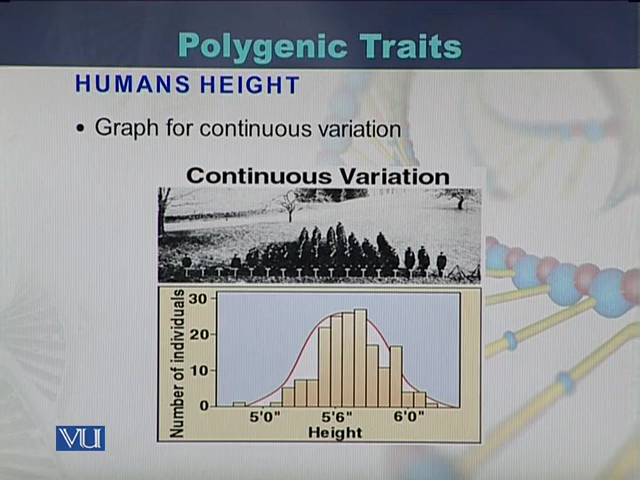 Polygenic Traits
HUMANS HEIGHT
• Graph for continuous variation
Continuous Variation
Number of individuals
30
20
10
0
5'0" 5'6" 6'0"
Height
VU